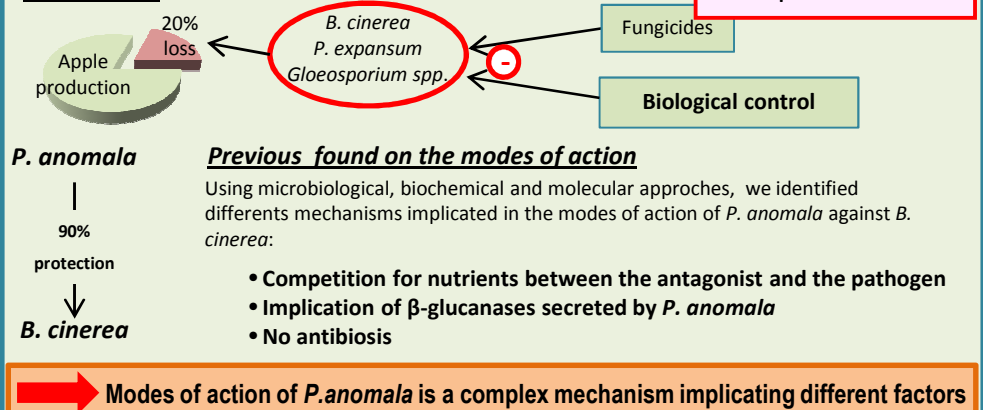 20%
loss
Apple
production
B. cinerea
P. expansum
Gloeosporium spp.
-
Fungicides
Biological control
P. anomala
90%
protection
B. cinerea
Previous found on the modes of action
Using microbiological, biochemical and molecular approches, we identified
differents mechanisms implicated in the modes of action of P. anomala against B.
cinerea:
• Competition for nutrients between the antagonist and the pathogen
• Implication of β-glucanases secreted by P. anomala
• No antibiosis
Modes of action of P.anomala is a complex mechanism implicating different factors